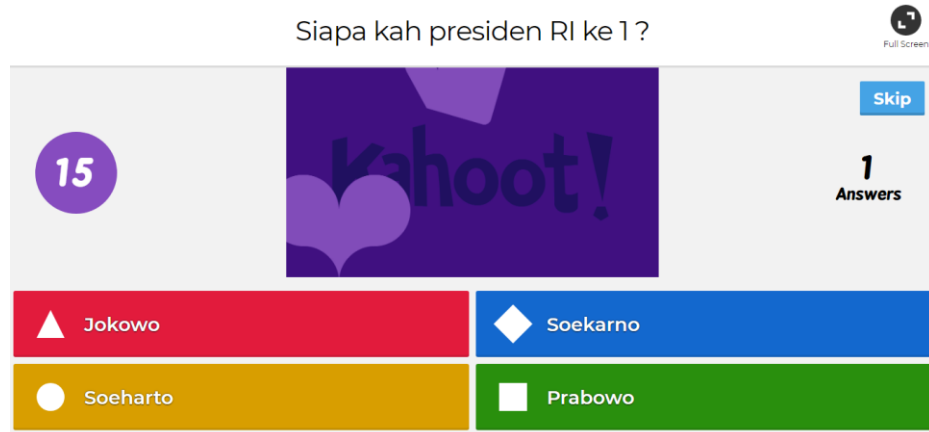 Siapa kah presiden RI ke 1 ?
Full Screen
Skip
15
Kahoot!
1
Answers
Jokowo
Soekarno
Soeharto
Prabowo